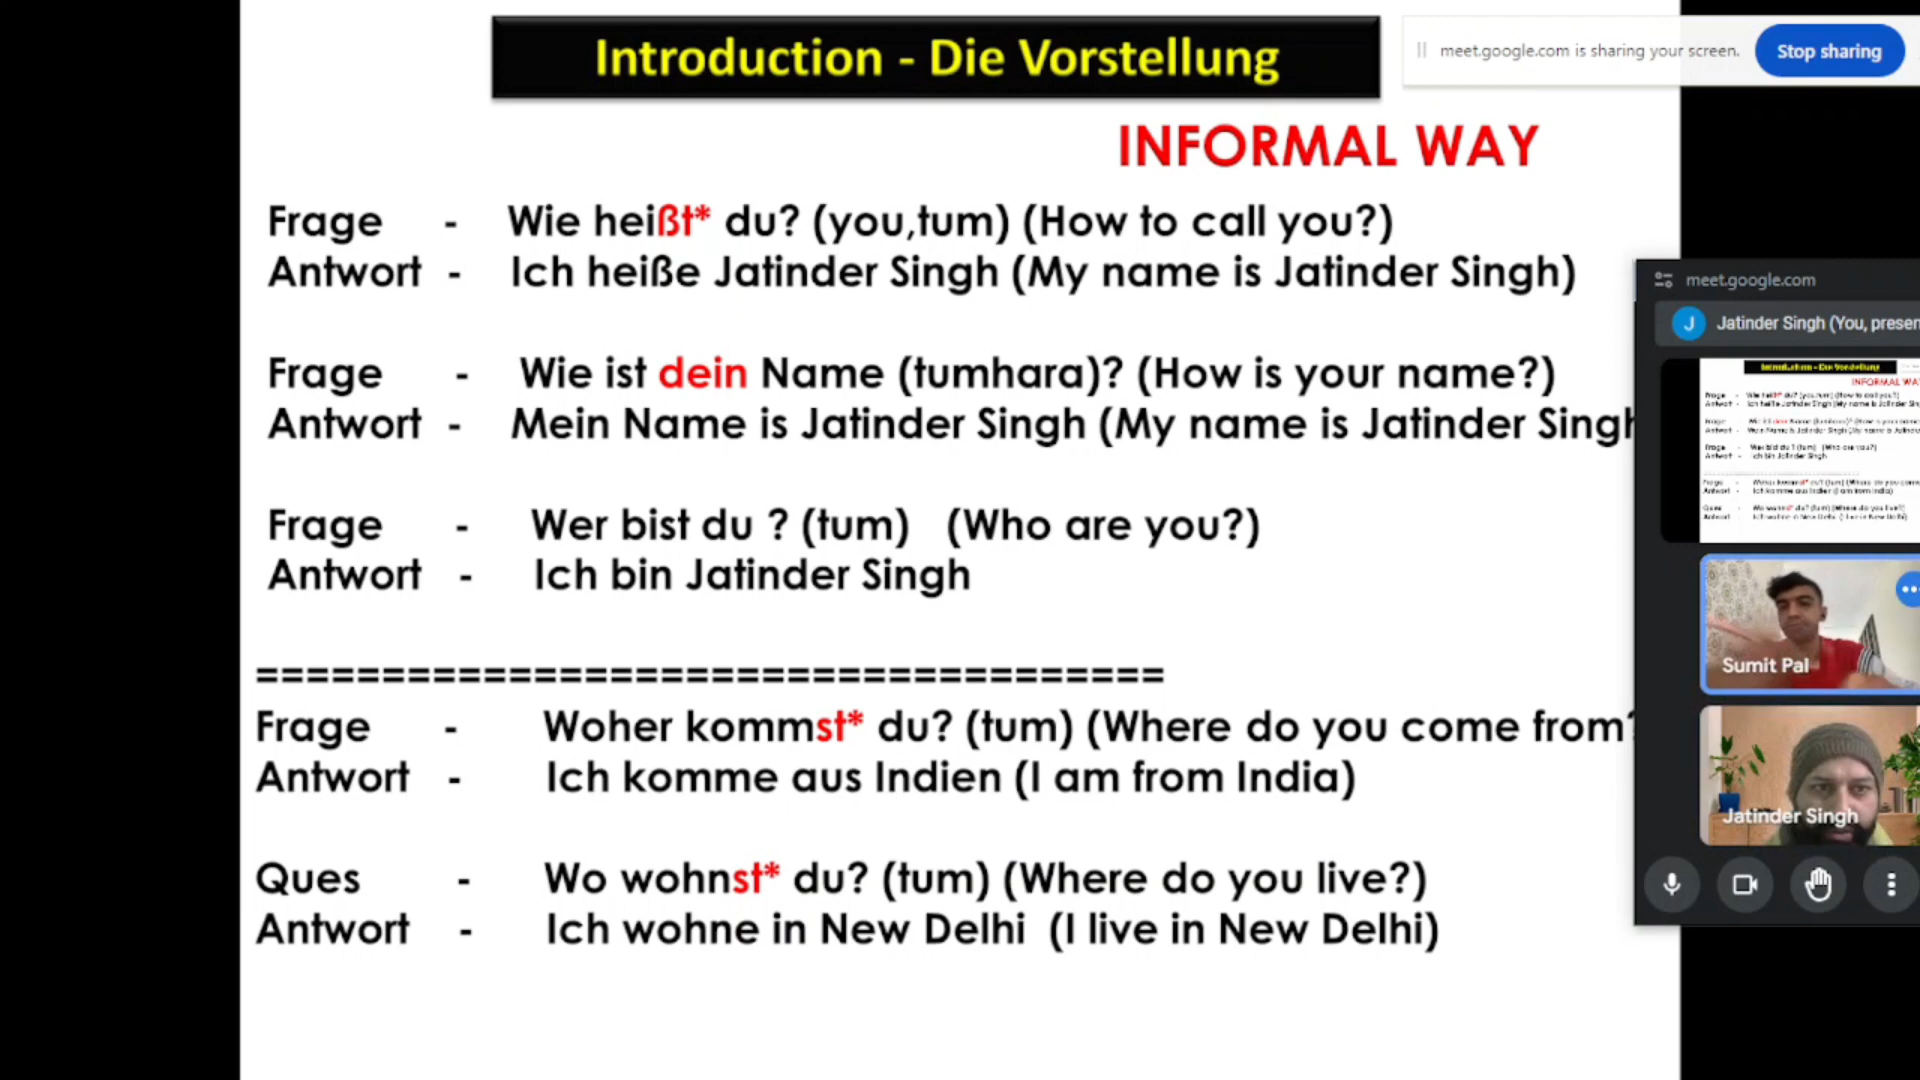 Introduction - Die Vorstellung
meet.google.com is sharing your screen.
Stop sharing
INFORMAL WAY
Frage - Wie heißt* du? (you,tum) (How to call you?)
Antwort - Ich heiße Jatinder Singh (My name is Jatinder Singh)
Frage - Wie ist dein Name (tumhara)? (How is your name?)
Antwort - Mein Name is Jatinder Singh (My name is Jatinder Singh
Frage - Wer bist du ? (tum) (Who are you?)
Antwort - Ich bin Jatinder Singh
====================================
Frage - Woher kommst* du? (tum) (Where do you come from?
Antwort - Ich komme aus Indien (I am from India)
Ques - Wo wohnst* du? (tum) (Where do you live?)
Antwort - Ich wohne in New Delhi (I live in New Delhi)
meet.google.com
J
Jatinder Singh (You, presen
Introduction - Die Vorstellung
INFORMAL WAY
Sumit Pal
Jatinder Singh